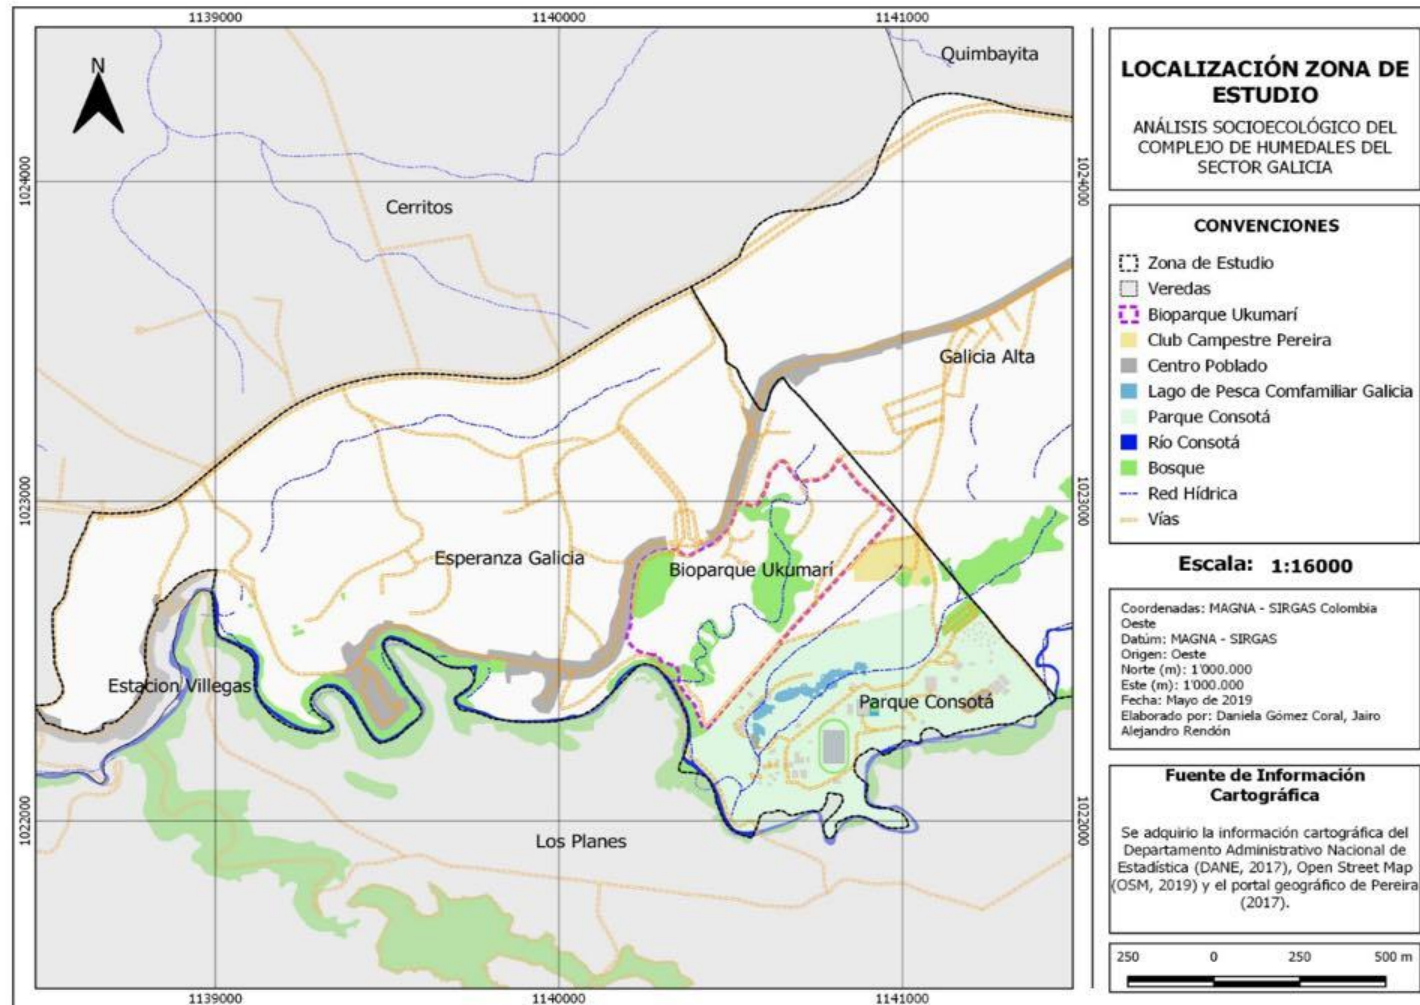 1139000
1140000
1141000
Quimbayita
N
1024000
1024000
Cerritos
Galicia Alta
1023000
1023000
Esperanza Galicia
Bioparque Ukumarí
Estacion Villegas
Parque Consotá
1022000
1022000
Los Planes
1139000
1140000
1141000
LOCALIZACIÓN ZONA DE
ESTUDIO
ANÁLISIS SOCIOECOLÓGICO DEL
COMPLEJO DE HUMEDALES DEL
SECTOR GALICIA
CONVENCIONES
Zona de Estudio
Veredas
Bioparque Ukumarí
Club Campestre Pereira
Centro Poblado
Lago de Pesca Comfamiliar Galicia
Parque Consotá
Río Consotá
Bosque
Red Hídrica
Vías
Escala: 1:16000
Coordenadas: MAGNA - SIRGAS Colombia
Oeste
Datúm: MAGNA - SIRGAS
Origen: Oeste
Norte (m): 1'000.000
Este (m): 1'000.000
Fecha: Mayo de 2019
Elaborado por: Daniela Gómez Coral, Jairo
Alejandro Rendón
Fuente de Información
Cartográfica
Se adquirio la información cartográfica del
Departamento Administrativo Nacional de
Estadística (DANE, 2017), Open Street Map
(OSM, 2019) y el portal geográfico de Pereira
(2017).
250 0 250 500 m